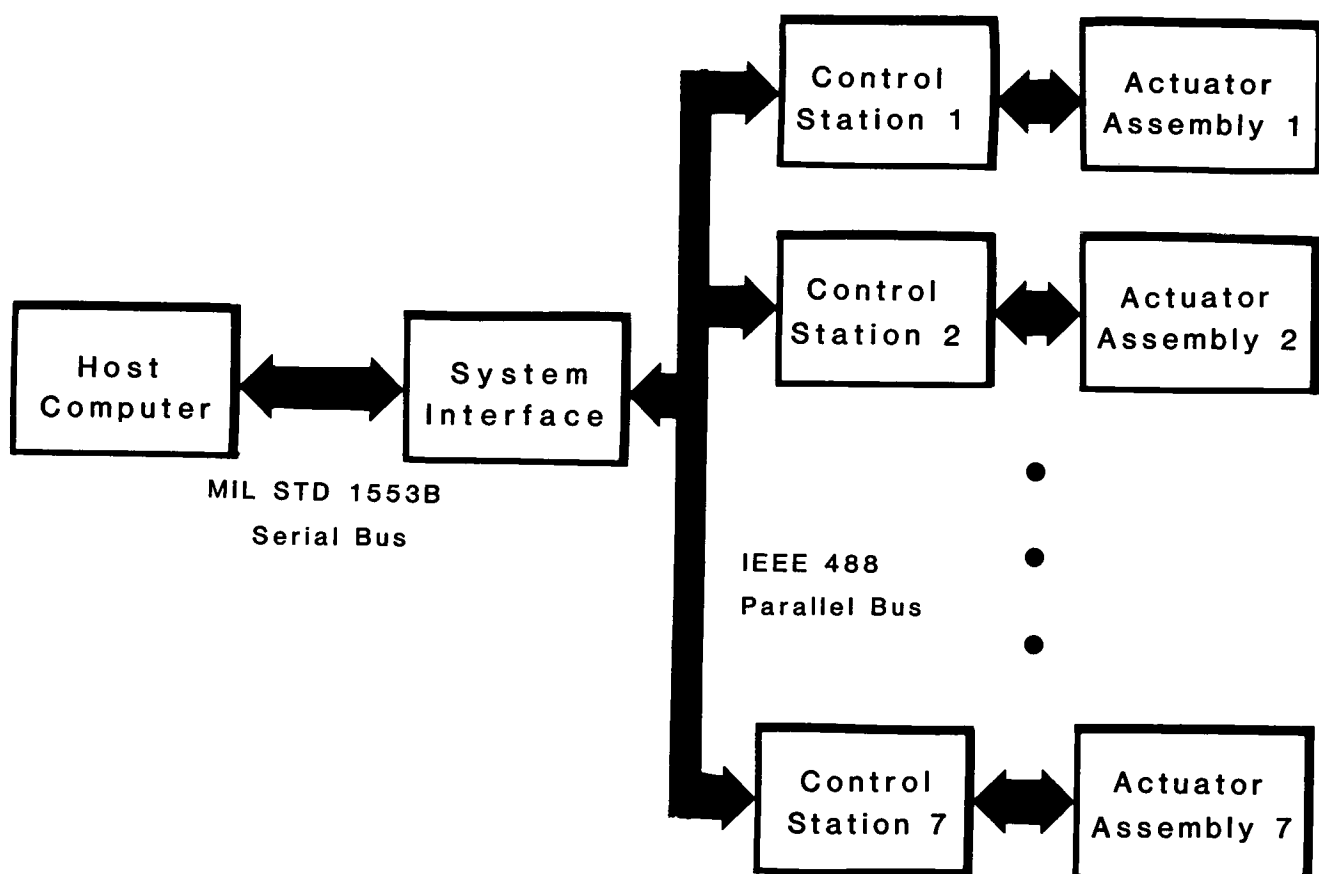 Control
Station 1
Actuator
Assembly 1
Control
Station 2
Actuator
Assembly 2
Host
Computer
System
Interface
MIL STD 1553B
Serial Bus
IEEE 488
Parallel Bus
Control
Station 7
Actuator
Assembly 7